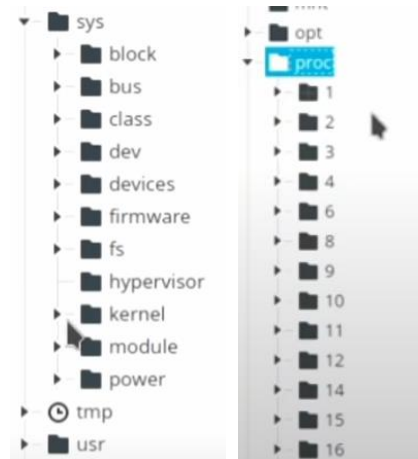 sys
block
bus
class
dev
devices
firmware
fs
hypervisor
kernel
module
power
tmp
usr
opt
proc
1
2
3
4
6
8
9
10
11
12
14
15
16